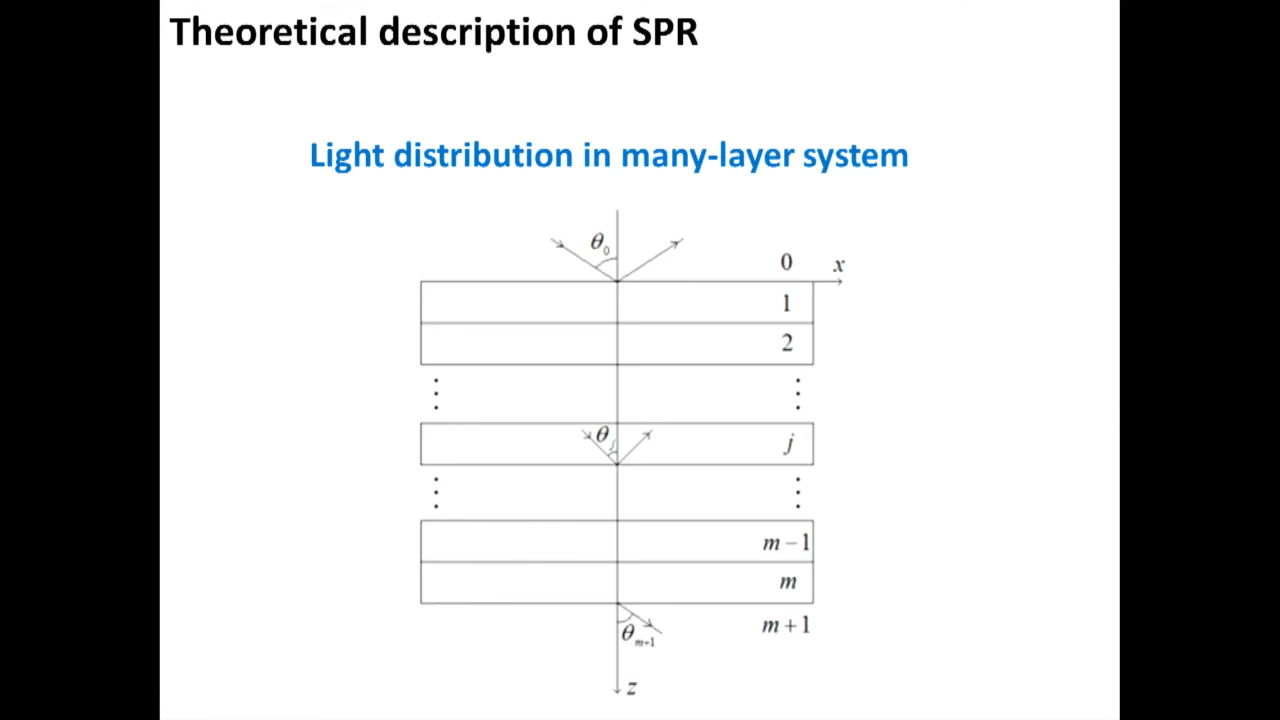 Theoretical description of SPR
Light distribution in many-layer system
θ₀
0
x
1
2
⋮ ⋮
θⱼ
j
⋮ ⋮
m − 1
m
m + 1
θₘ₊₁
z